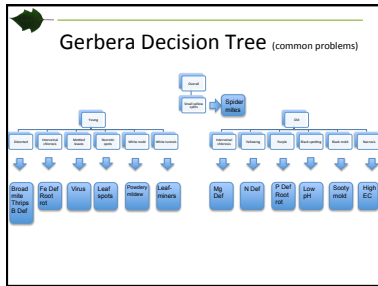 Gerbera Decision Tree (common problems)
Overall
Small yellow spots
Spider mites
Young
Old
Distorted
Interveinal chlorosis
Mottled leaves
Necrotic spots
White mold
White tunnels
Interveinal chlorosis
Yellowing
Purple
Black spotting
Black mold
Necrosis
Broad mite
Thrips
B Def
Fe Def
Root rot
Virus
Leaf spots
Powdery mildew
Leaf-miners
Mg Def
N Def
P Def
Root rot
Low pH
Sooty mold
High EC